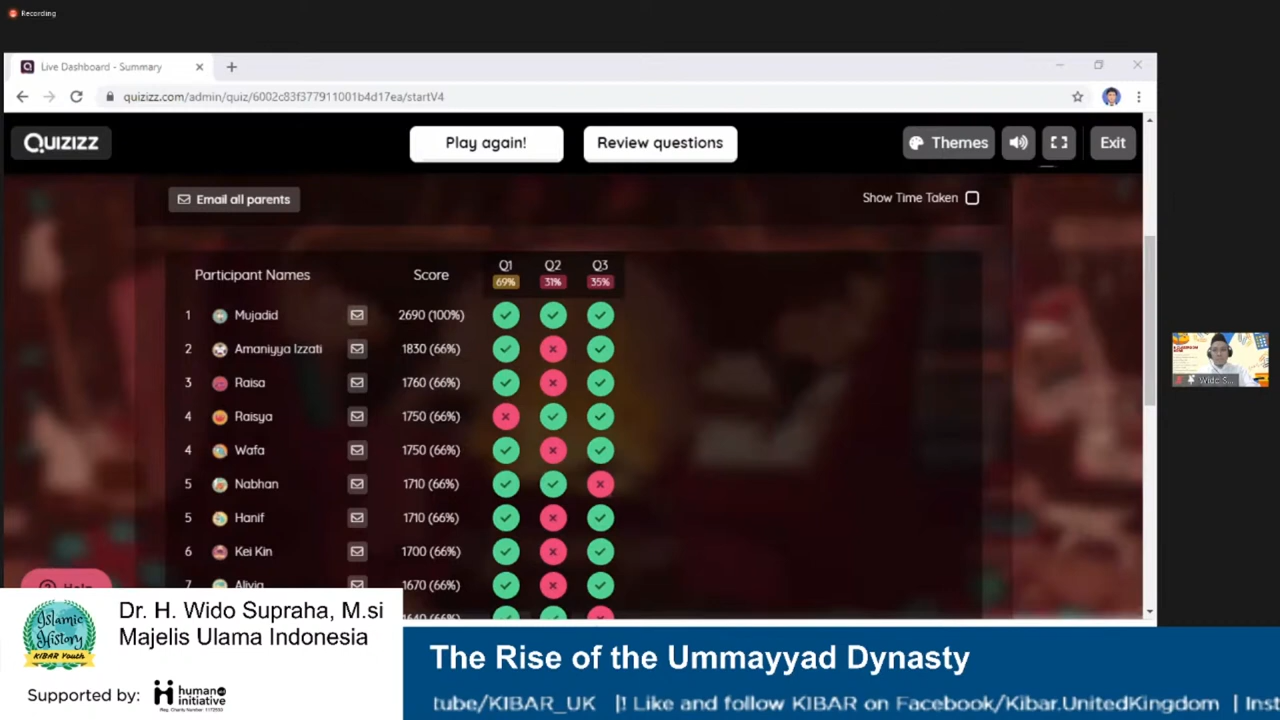 Recording
Live Dashboard - Summary
quizizz.com/admin/quiz/6002c83f377911001b4d17ea/startV4
QUIZIZZ
Play again!
Review questions
Themes
Exit
Email all parents
Show Time Taken
Participant Names Score Q1 Q2 Q3
69% 31% 35%
1 Mujadid 2690 (100%)
2 Amaniyya Izzati 1830 (66%)
3 Raisa 1760 (66%)
4 Raisya 1750 (66%)
4 Wafa 1750 (66%)
5 Nabhan 1710 (66%)
5 Hanif 1710 (66%)
6 Kei Kin 1700 (66%)
7 Alivia 1670 (66%)
Help
Wido S...
Islamic
History
KIBAR Youth
Dr. H. Wido Supraha, M.si
Majelis Ulama Indonesia
Supported by:
human
initiative
The Rise of the Ummayyad Dynasty
tube/KIBAR_UK |! Like and follow KIBAR on Facebook/Kibar.UnitedKingdom | Inst